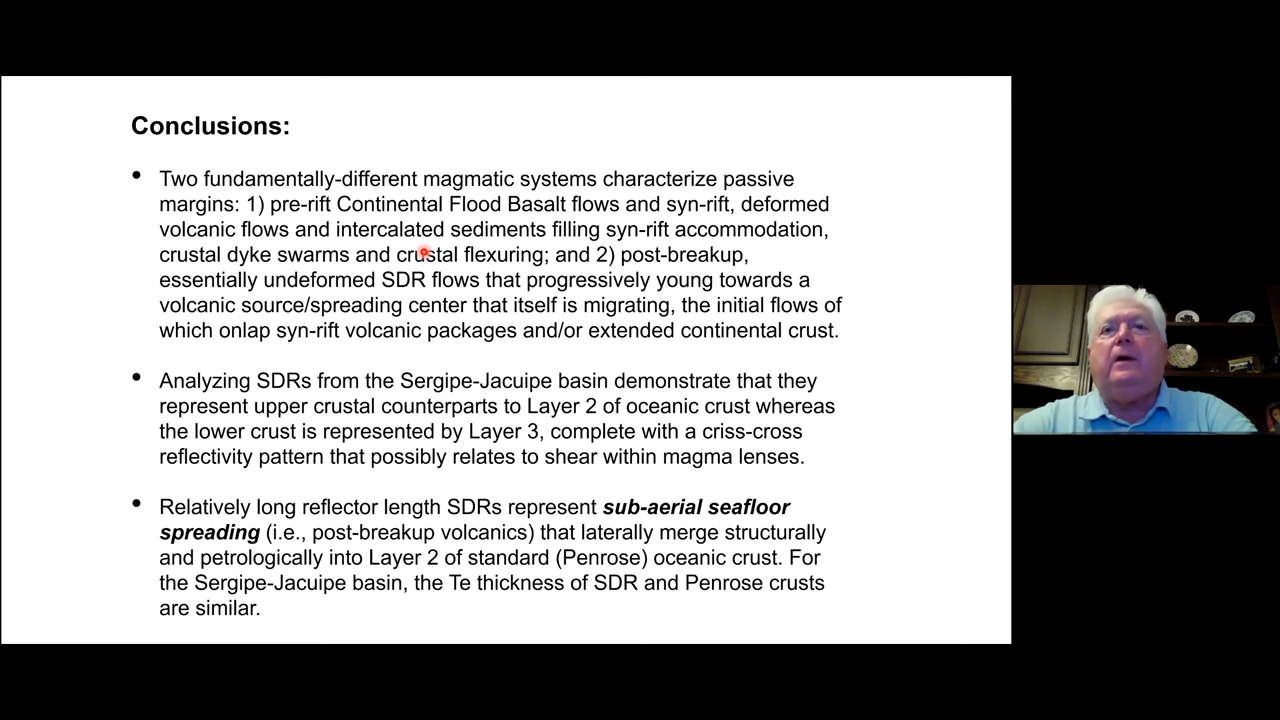 Conclusions:
• Two fundamentally-different magmatic systems characterize passive
margins: 1) pre-rift Continental Flood Basalt flows and syn-rift, deformed
volcanic flows and intercalated sediments filling syn-rift accommodation,
crustal dyke swarms and crustal flexuring; and 2) post-breakup,
essentially undeformed SDR flows that progressively young towards a
volcanic source/spreading center that itself is migrating, the initial flows of
which onlap syn-rift volcanic packages and/or extended continental crust.
• Analyzing SDRs from the Sergipe-Jacuipe basin demonstrate that they
represent upper crustal counterparts to Layer 2 of oceanic crust whereas
the lower crust is represented by Layer 3, complete with a criss-cross
reflectivity pattern that possibly relates to shear within magma lenses.
• Relatively long reflector length SDRs represent sub-aerial seafloor
spreading (i.e., post-breakup volcanics) that laterally merge structurally
and petrologically into Layer 2 of standard (Penrose) oceanic crust. For
the Sergipe-Jacuipe basin, the Te thickness of SDR and Penrose crusts
are similar.